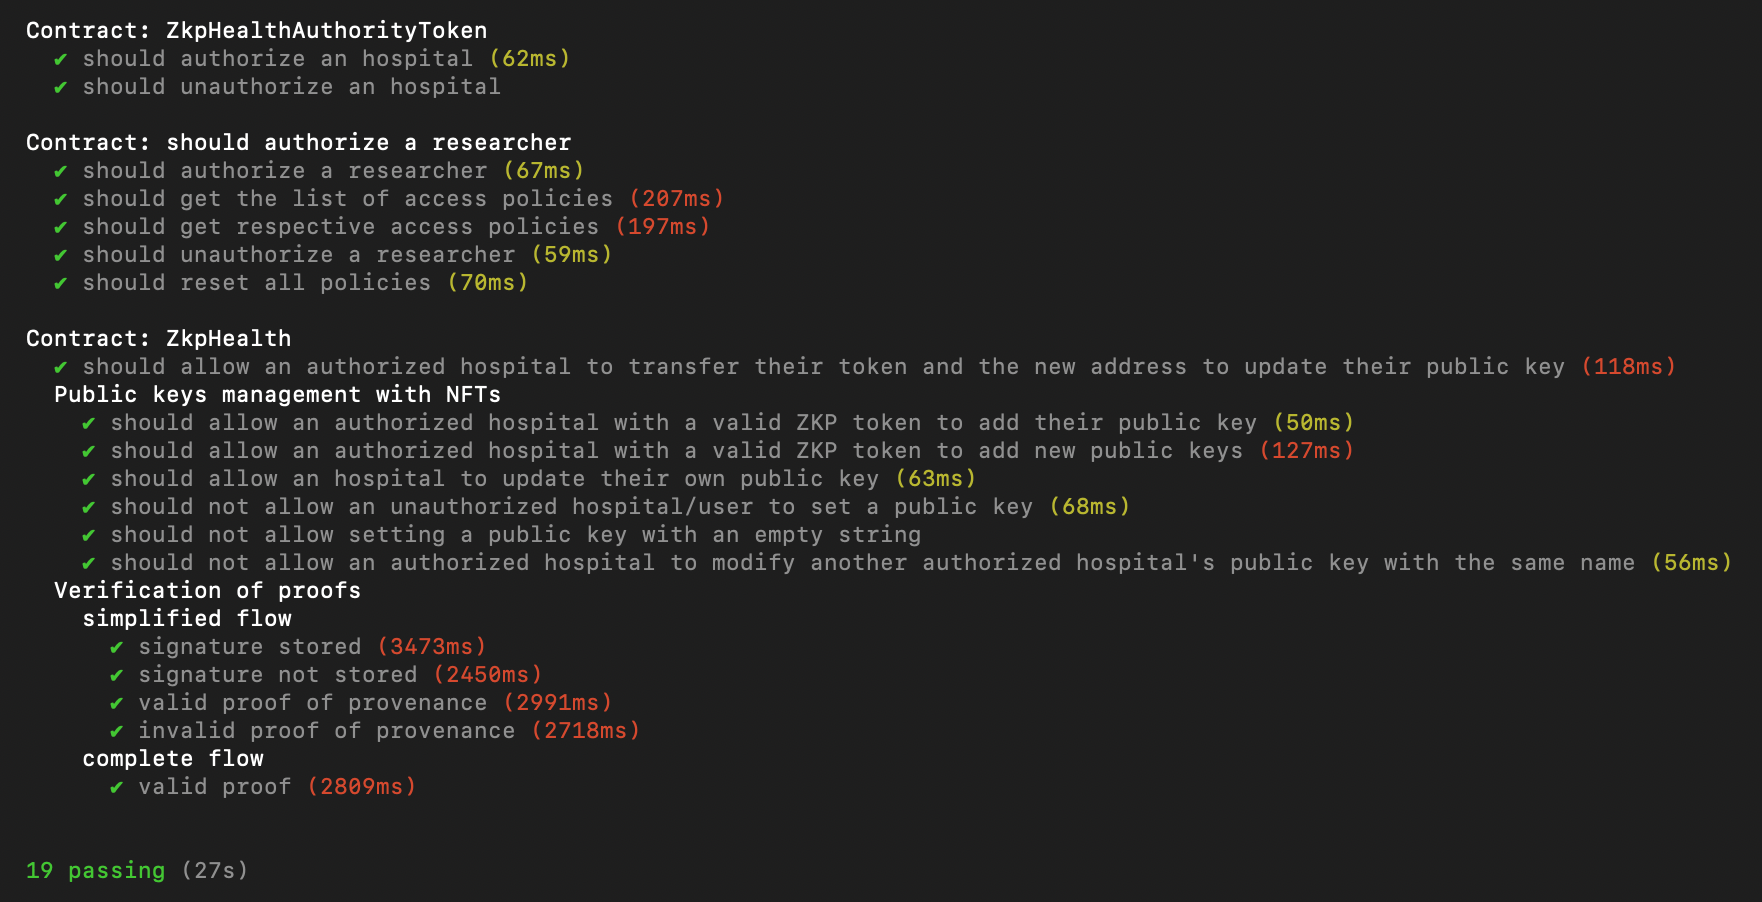 Contract: ZkpHealthAuthorityToken
✔ should authorize an hospital (62ms)
✔ should unauthorize an hospital
Contract: should authorize a researcher
✔ should authorize a researcher (67ms)
✔ should get the list of access policies (207ms)
✔ should get respective access policies (197ms)
✔ should unauthorize a researcher (59ms)
✔ should reset all policies (70ms)
Contract: ZkpHealth
✔ should allow an authorized hospital to transfer their token and the new address to update their public key (118ms)
Public keys management with NFTs
✔ should allow an authorized hospital with a valid ZKP token to add their public key (50ms)
✔ should allow an authorized hospital with a valid ZKP token to add new public keys (127ms)
✔ should allow an hospital to update their own public key (63ms)
✔ should not allow an unauthorized hospital/user to set a public key (68ms)
✔ should not allow setting a public key with an empty string
✔ should not allow an authorized hospital to modify another authorized hospital's public key with the same name (56ms)
Verification of proofs
simplified flow
✔ signature stored (3473ms)
✔ signature not stored (2450ms)
✔ valid proof of provenance (2991ms)
✔ invalid proof of provenance (2718ms)
complete flow
✔ valid proof (2809ms)
19 passing (27s)